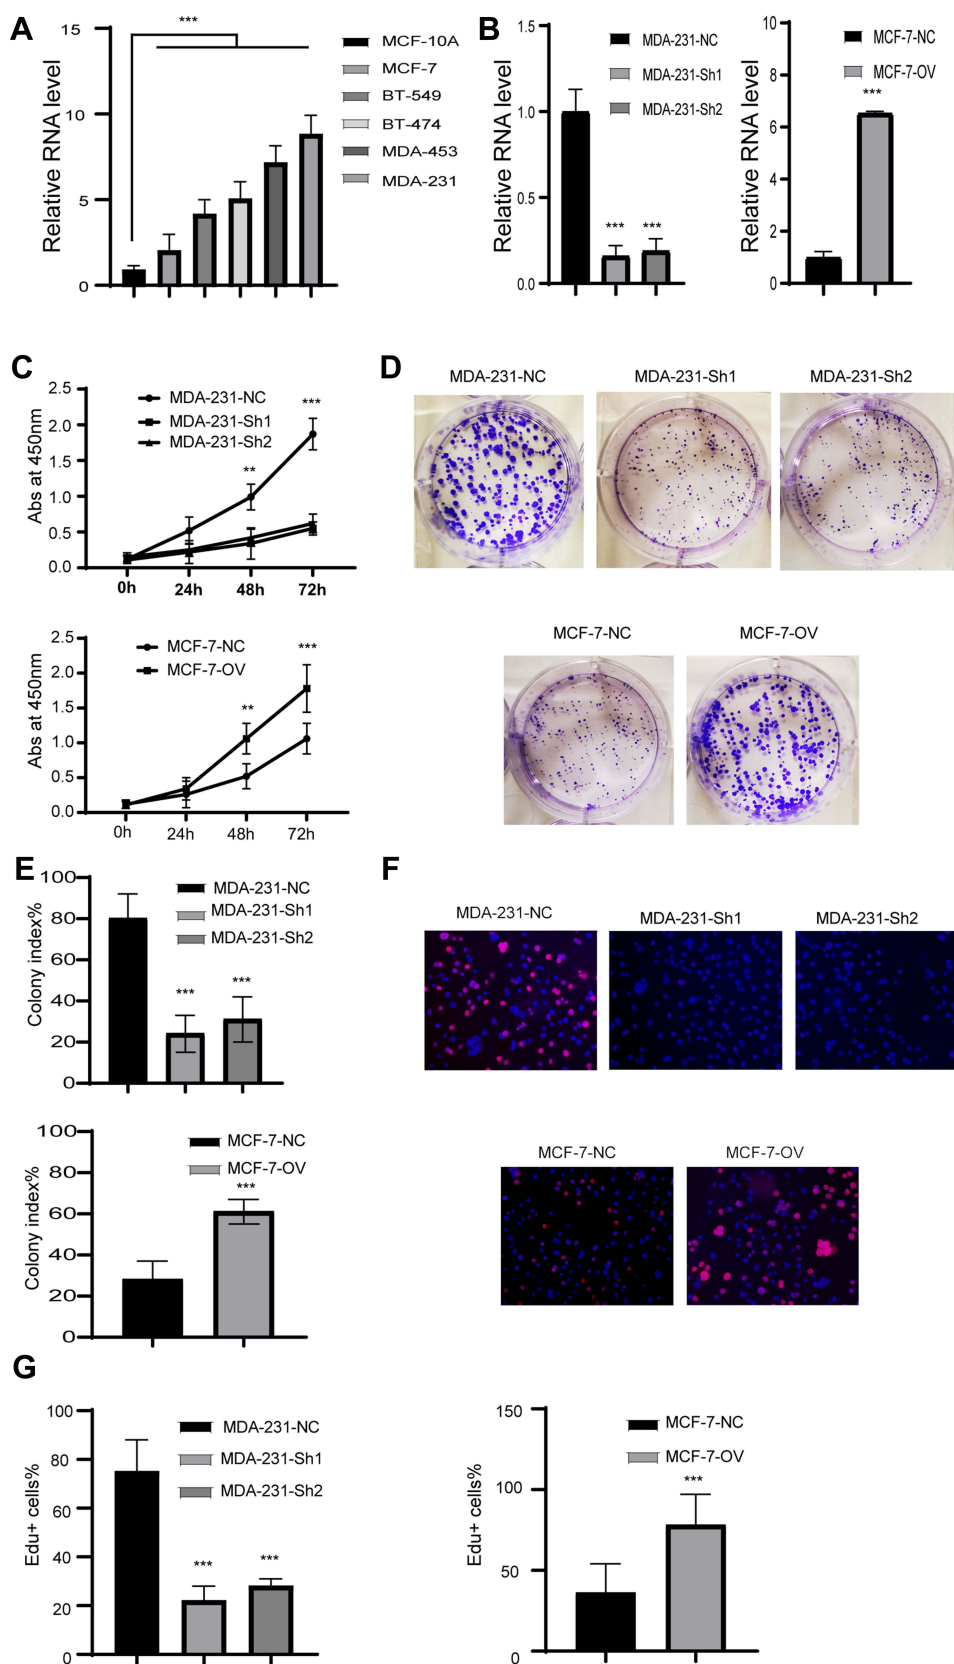 A
Relative RNA level
15
10
5
0
***
MCF-10A
MCF-7
BT-549
BT-474
MDA-453
MDA-231
B
Relative RNA level
1.5
1.0
0.5
0.0
MDA-231-NC
MDA-231-Sh1
MDA-231-Sh2
*** ***
Relative RNA level
10
8
6
4
2
0
MCF-7-NC
MCF-7-OV
***
C
Abs at 450nm
2.5
2.0
1.5
1.0
0.5
0.0
MDA-231-NC
MDA-231-Sh1
MDA-231-Sh2
**
***
0h 24h 48h 72h
Abs at 450nm
2.5
2.0
1.5
1.0
0.5
0.0
MCF-7-NC
MCF-7-OV
**
***
0h 24h 48h 72h
D
MDA-231-NC MDA-231-Sh1 MDA-231-Sh2
MCF-7-NC MCF-7-OV
E
Colony index%
100
80
60
40
20
0
MDA-231-NC
MDA-231-Sh1
MDA-231-Sh2
*** ***
Colony index%
100
80
60
40
20
0
MCF-7-NC
MCF-7-OV
***
F
MDA-231-NC MDA-231-Sh1 MDA-231-Sh2
MCF-7-NC MCF-7-OV
G
Edu+ cells%
100
80
60
40
20
0
MDA-231-NC
MDA-231-Sh1
MDA-231-Sh2
*** ***
Edu+ cells%
150
100
50
0
MCF-7-NC
MCF-7-OV
***